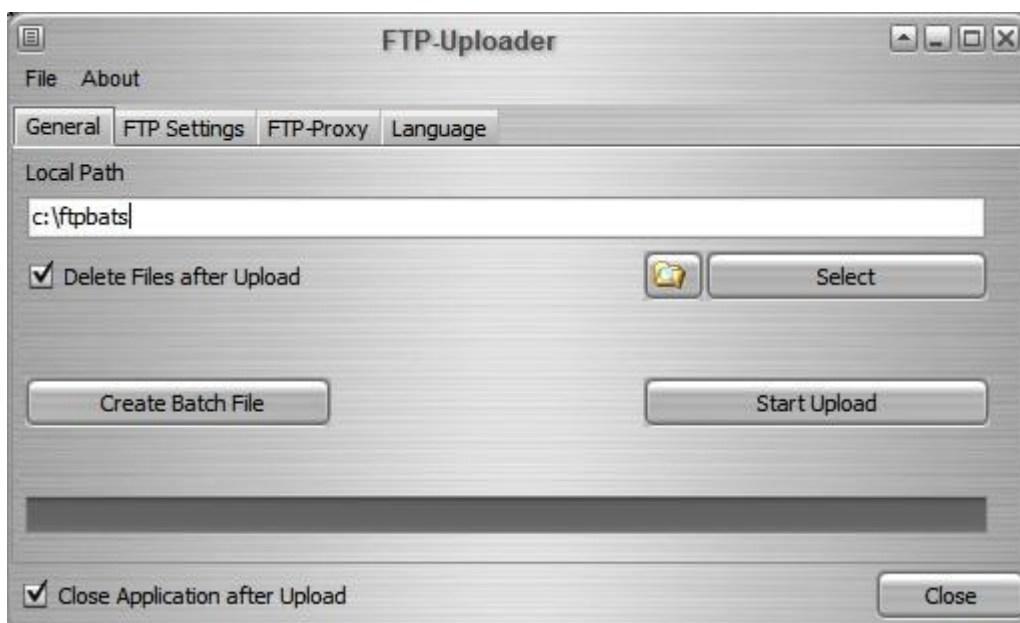 FTP-Uploader
File About
General FTP Settings FTP-Proxy Language
Local Path
c:\ftpbats
Delete Files after Upload Select
Create Batch File Start Upload
Close Application after Upload Close